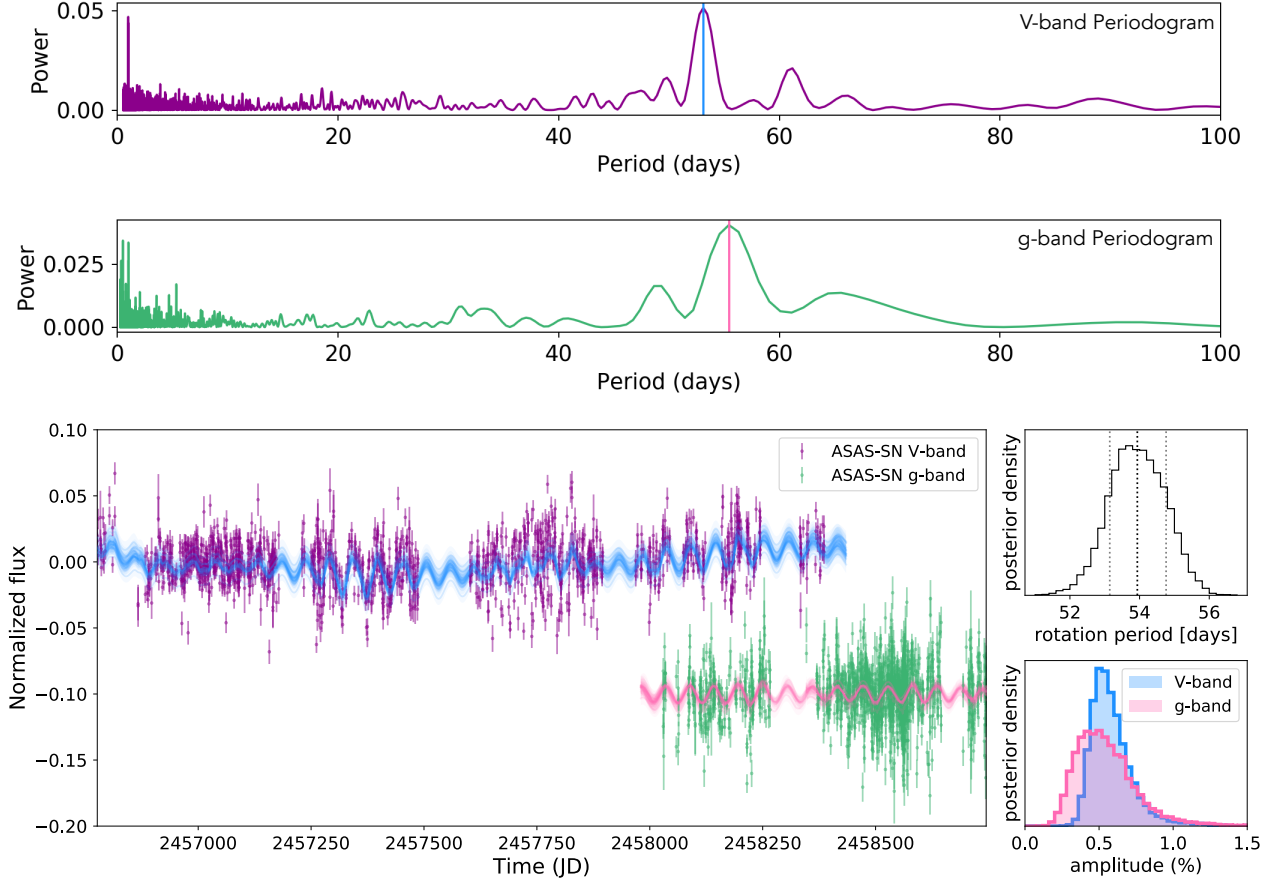 V-band Periodogram
Power
0.05
0.00
0 20 40 60 80 100
Period (days)
g-band Periodogram
Power
0.025
0.000
0 20 40 60 80 100
Period (days)
Normalized flux
0.10
0.05
0.00
−0.05
−0.10
−0.15
−0.20
ASAS-SN V-band
ASAS-SN g-band
2457000 2457250 2457500 2457750 2458000 2458250 2458500
Time (JD)
posterior density
52 54 56
rotation period [days]
posterior density
V-band
g-band
0.0 0.5 1.0 1.5
amplitude (%)